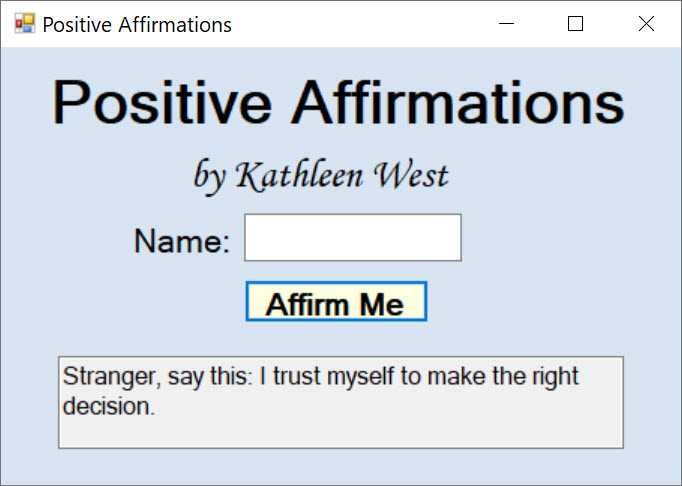 Positive Affirmations
Positive Affirmations
by Kathleen West
Name:
Affirm Me
Stranger, say this: I trust myself to make the right
decision.